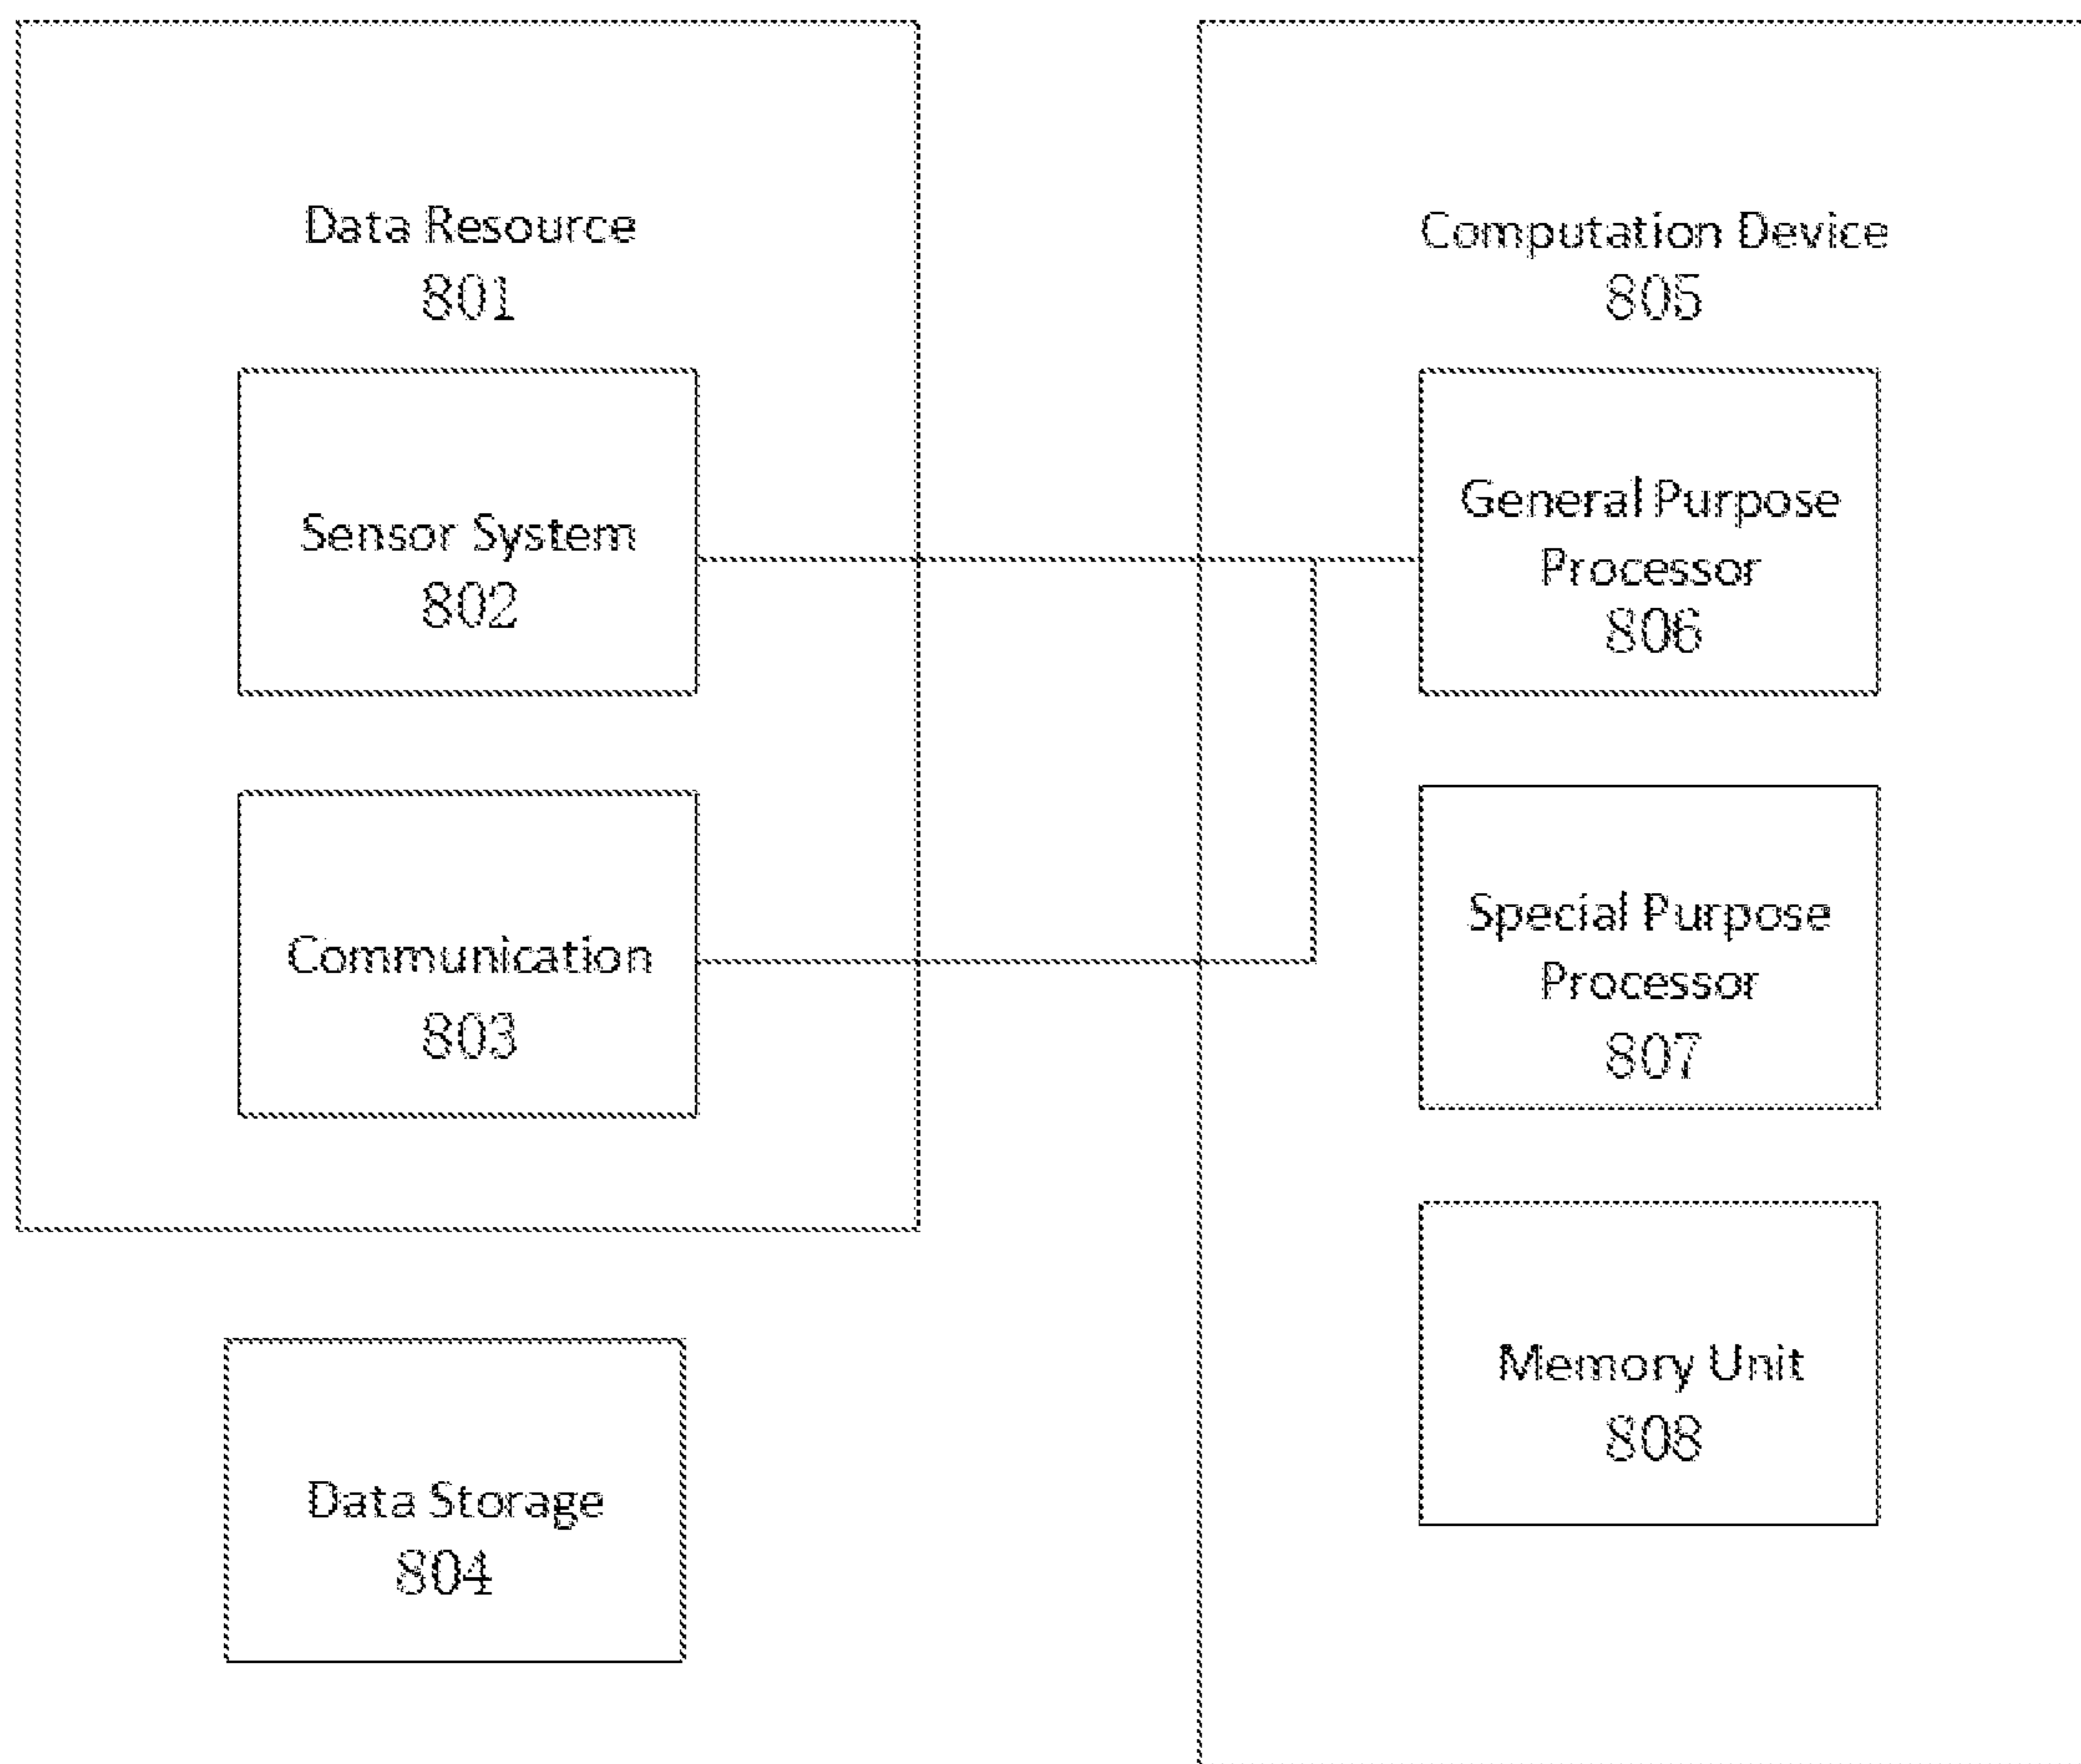 Data Resource
801
Sensor System
802
Communication
803
Data Storage
804
Computation Device
805
General Purpose
Processor
806
Special Purpose
Processor
807
Memory Unit
808